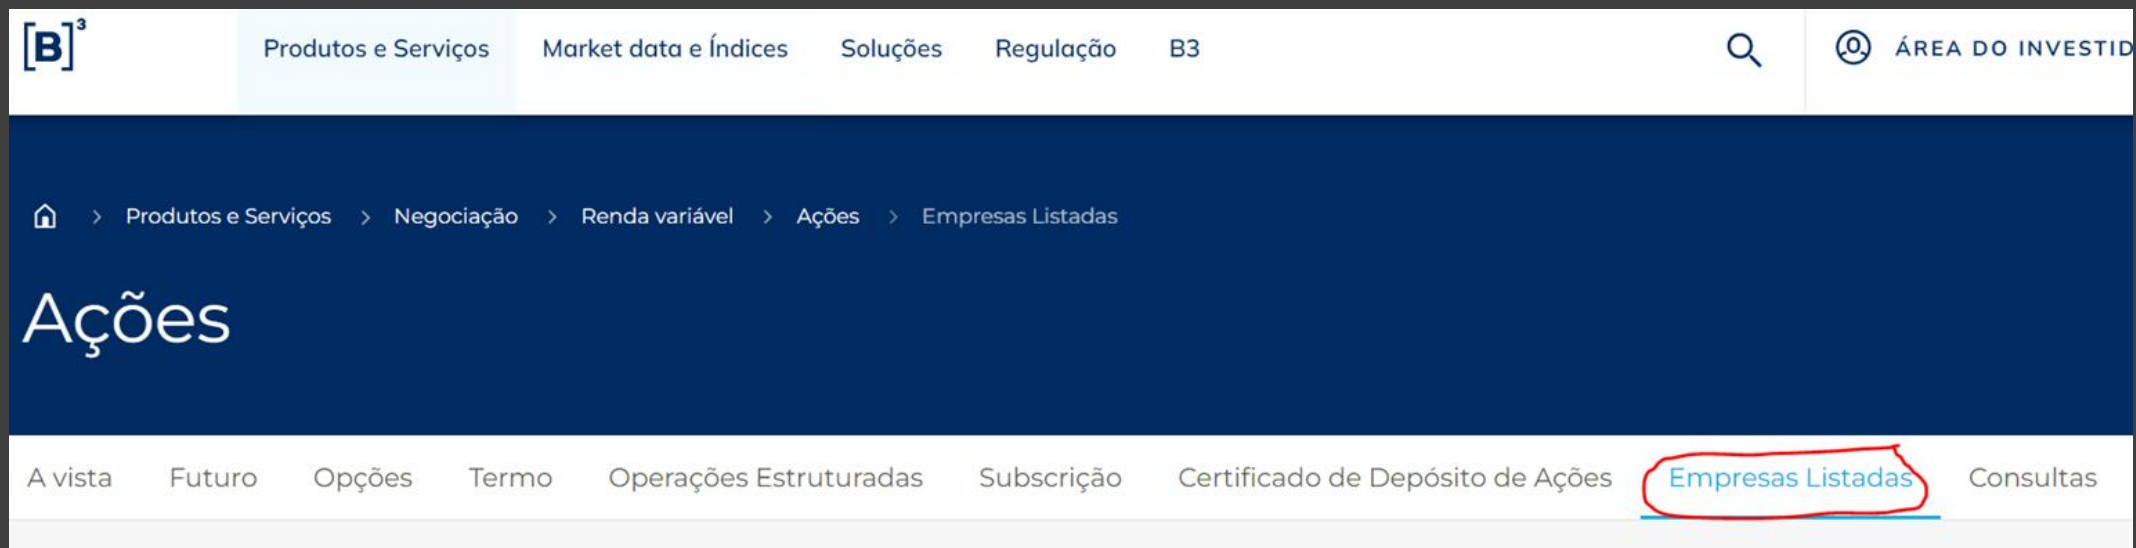 [B]³
Produtos e Serviços Market data e Índices Soluções Regulação B3 ÁREA DO INVESTID
> Produtos e Serviços > Negociação > Renda variável > Ações > Empresas Listadas
Ações
A vista Futuro Opções Termo Operações Estruturadas Subscrição Certificado de Depósito de Ações Empresas Listadas Consultas